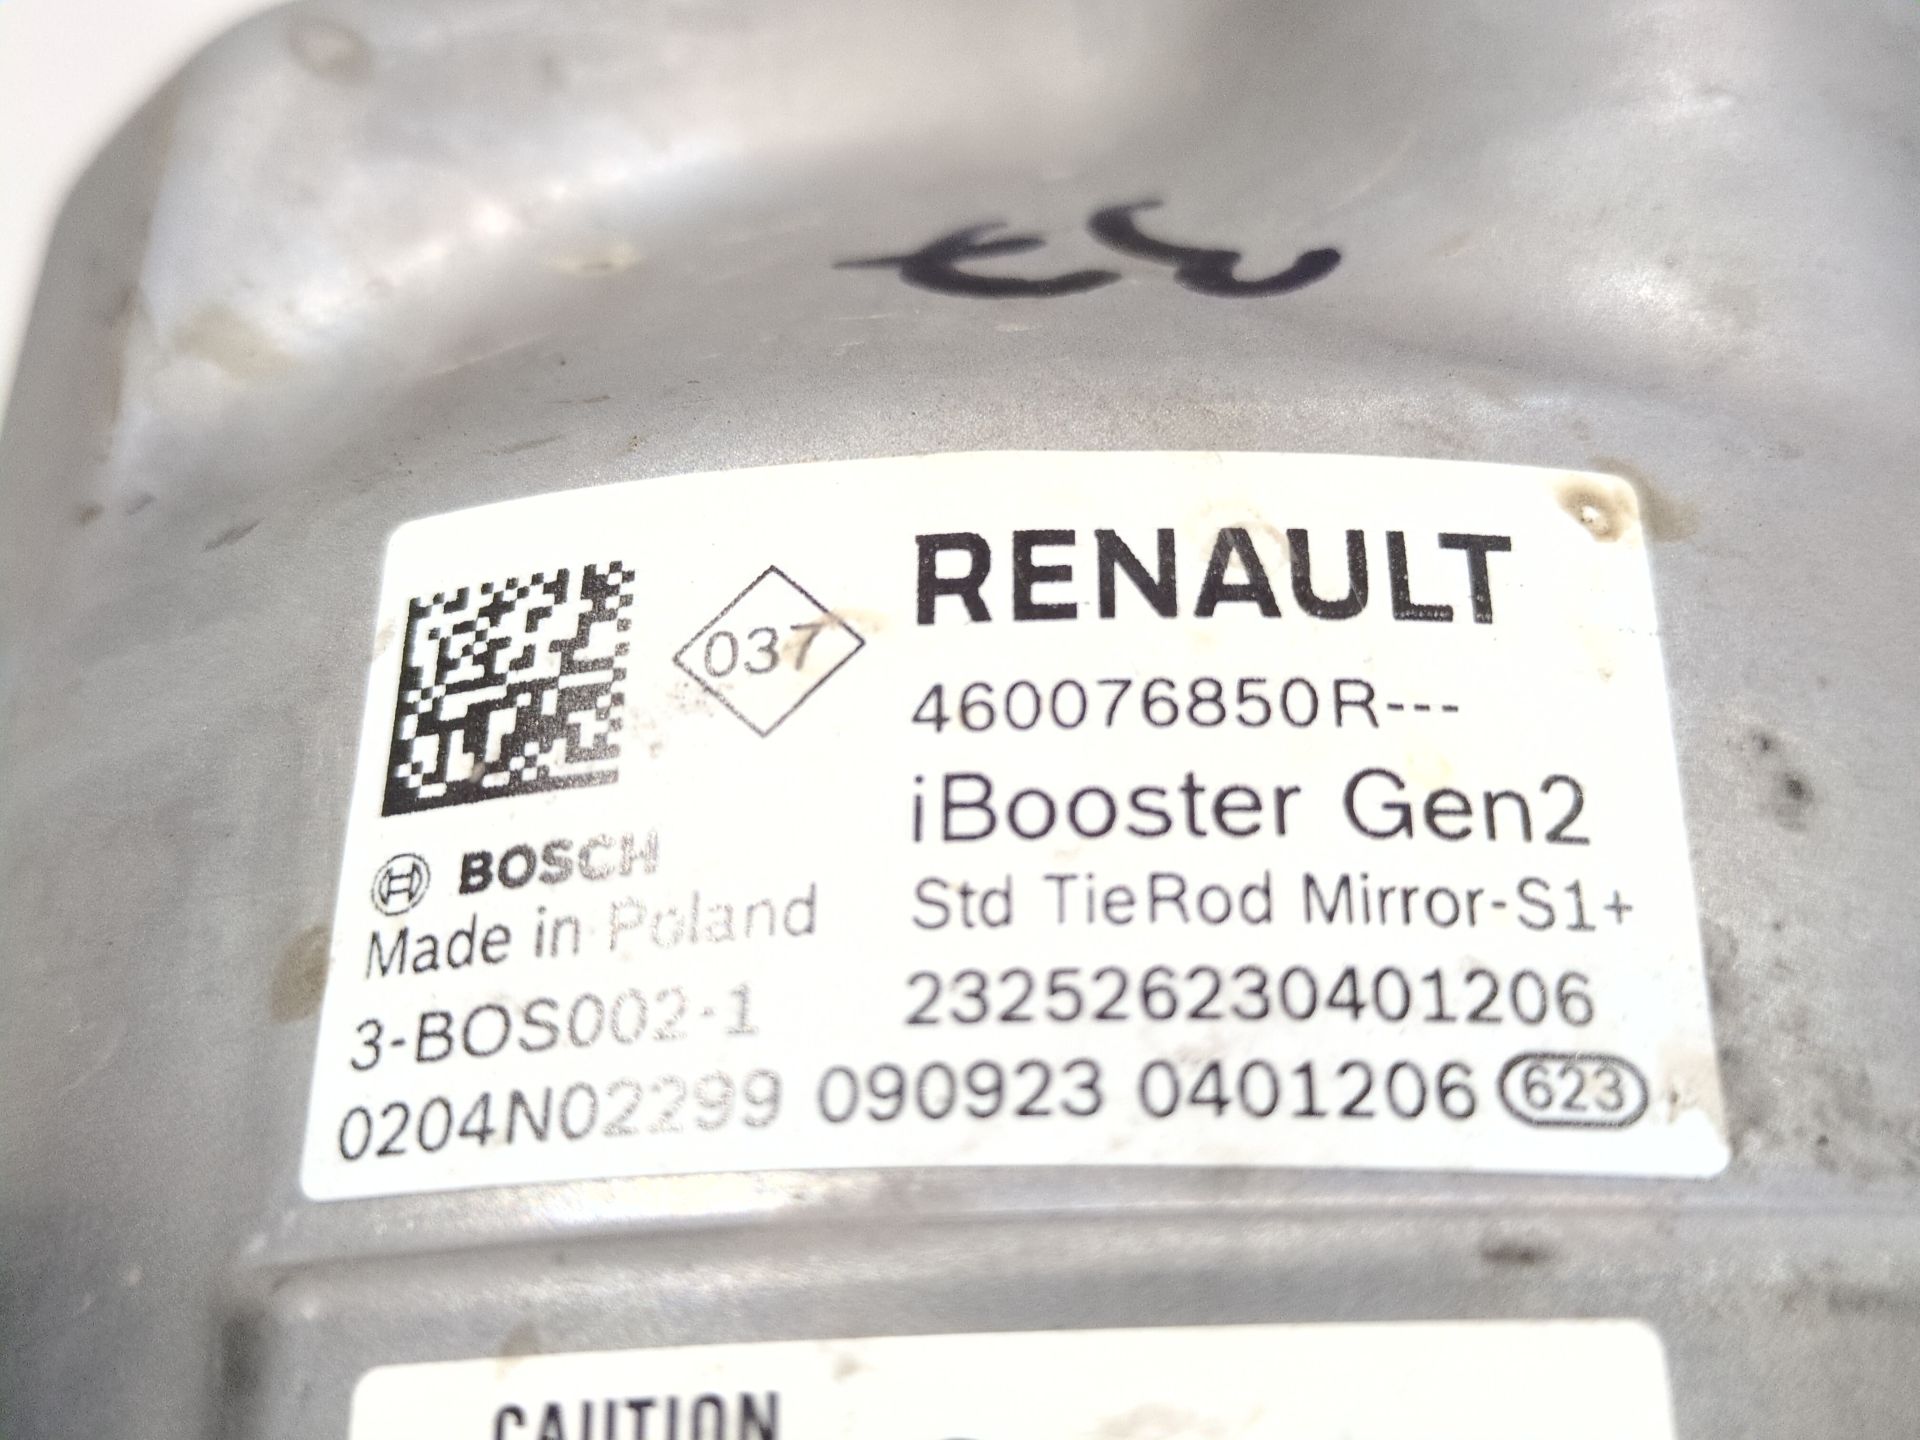 037
RENAULT
460076850R---
iBooster Gen2
BOSCH
Made in Poland
Std TieRod Mirror-S1+
3-BOS002-1
232526230401206
0204N02299 090923 0401206 623
CAUTION